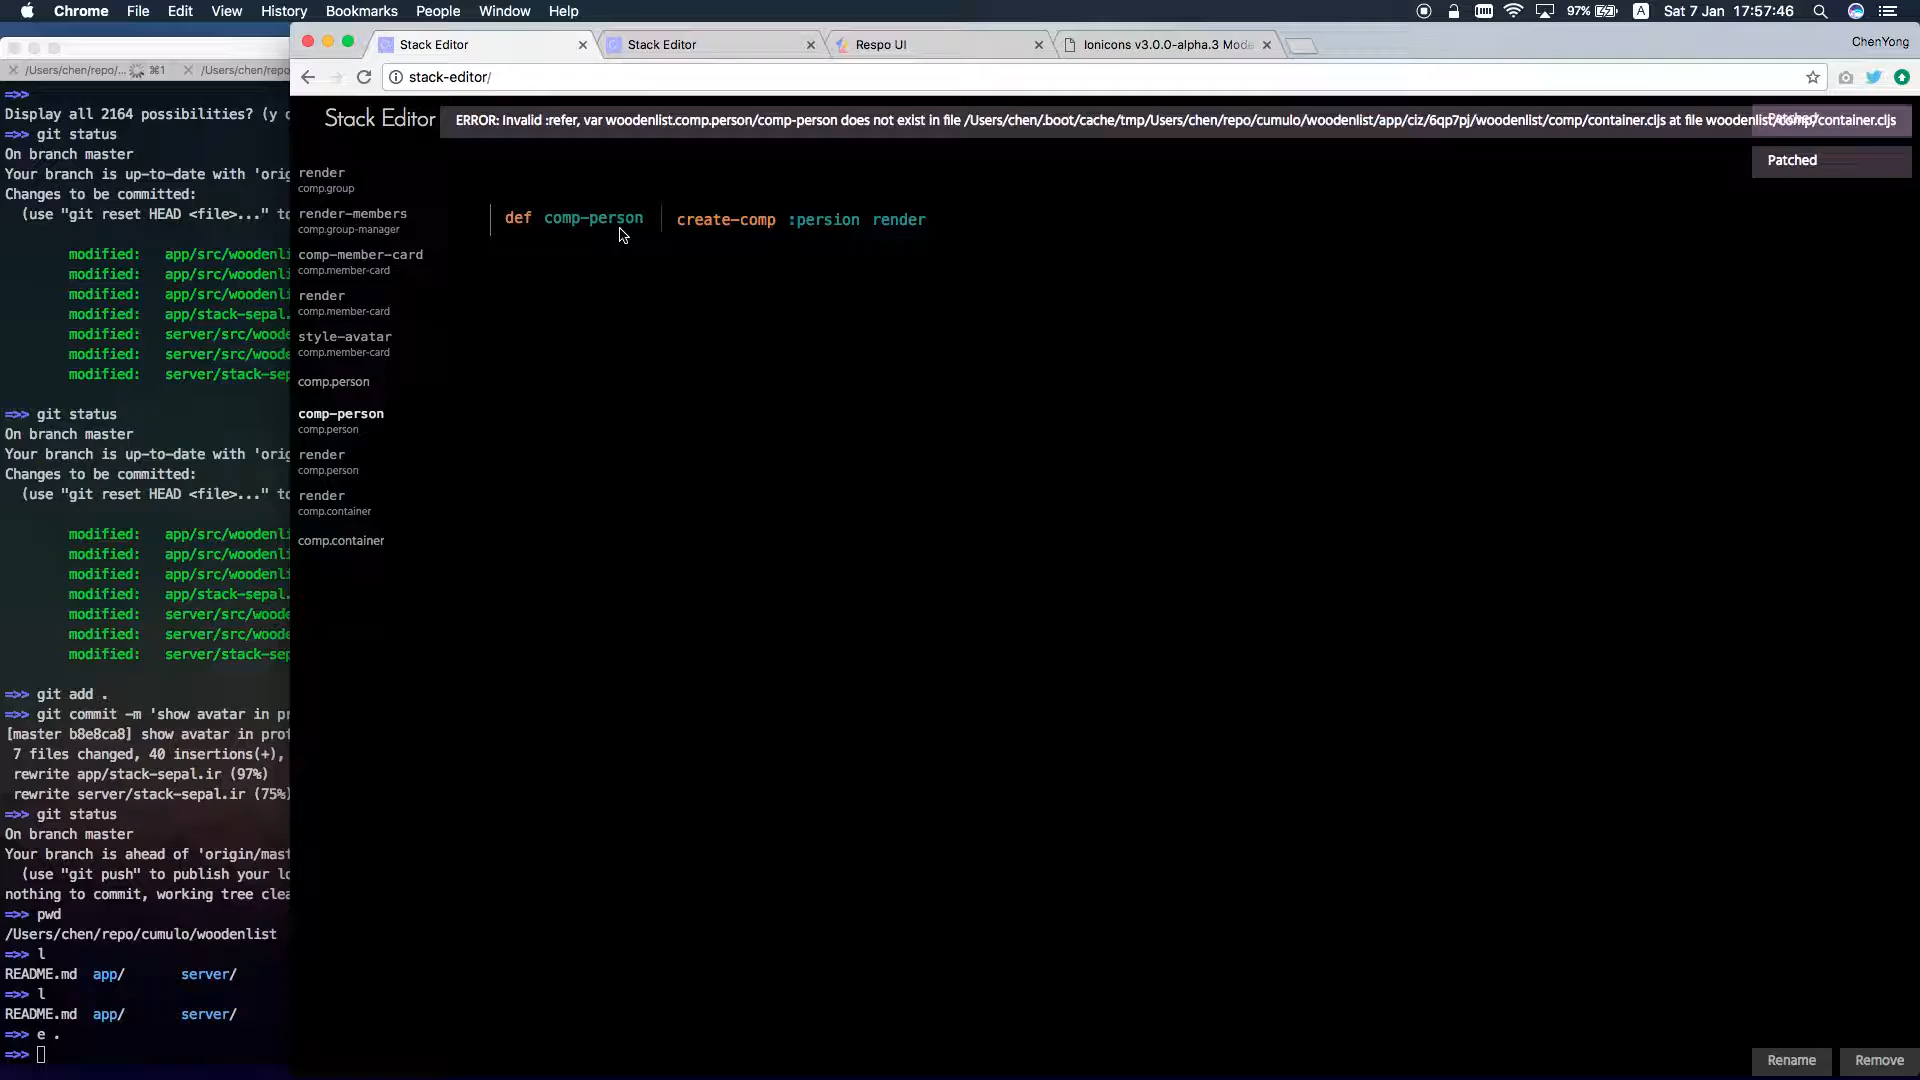 Chrome File Edit View History Bookmarks People Window Help
97% A Sat 7 Jan 17:57:46
Stack Editor
Stack Editor
Respo UI
Ionicons v3.0.0-alpha.3 Mod
ChenYong
/Users/chen/repo/... ⌘1
/Users/chen/repo
stack-editor/
=>>
Display all 2164 possibilities? (y
=>> git status
On branch master
Your branch is up-to-date with 'orig
Changes to be committed:
(use "git reset HEAD <file>..." to
modified: app/src/woodenli
modified: app/src/woodenli
modified: app/src/woodenli
modified: app/stack-sepal.
modified: server/src/woode
modified: server/src/woode
modified: server/stack-sep
=>> git status
On branch master
Your branch is up-to-date with 'orig
Changes to be committed:
(use "git reset HEAD <file>..." to
modified: app/src/woodenli
modified: app/src/woodenli
modified: app/src/woodenli
modified: app/stack-sepal.
modified: server/src/woode
modified: server/src/woode
modified: server/stack-sep
=>> git add .
=>> git commit -m 'show avatar in pr
[master b8e8ca8] show avatar in prof
7 files changed, 40 insertions(+),
rewrite app/stack-sepal.ir (97%)
rewrite server/stack-sepal.ir (75%)
=>> git status
On branch master
Your branch is ahead of 'origin/mast
(use "git push" to publish your lo
nothing to commit, working tree clea
=>> pwd
/Users/chen/repo/cumulo/woodenlist
=>> l
README.md app/ server/
=>> l
README.md app/ server/
=>> e .
=>>
Stack Editor
ERROR: Invalid :refer, var woodenlist.comp.person/comp-person does not exist in file /Users/chen/.boot/cache/tmp/Users/chen/repo/cumulo/woodenlist/app/ciz/6qp7pj/woodenlist/comp/container.cljs at file woodenlist/comp/container.cljs
Patched
Patched
render
comp.group
render-members
comp.group-manager
comp-member-card
comp.member-card
render
comp.member-card
style-avatar
comp.member-card
comp.person
comp-person
comp.person
render
comp.person
render
comp.container
comp.container
def comp-person create-comp :persion render
Rename Remove